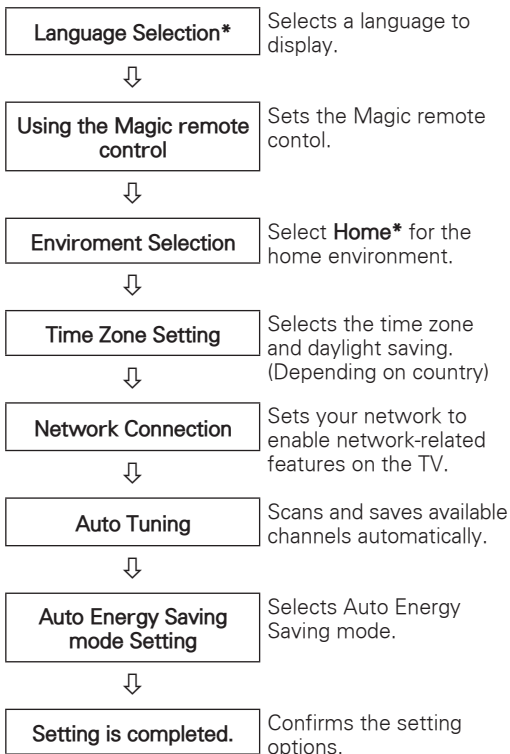 Language Selection*
Selects a language to
display.
Using the Magic remote
control
Sets the Magic remote
contol.
Enviroment Selection
Select Home* for the
home environment.
Time Zone Setting
Selects the time zone
and daylight saving.
(Depending on country)
Network Connection
Sets your network to
enable network-related
features on the TV.
Auto Tuning
Scans and saves available
channels automatically.
Auto Energy Saving
mode Setting
Selects Auto Energy
Saving mode.
Setting is completed.
Confirms the setting
options.